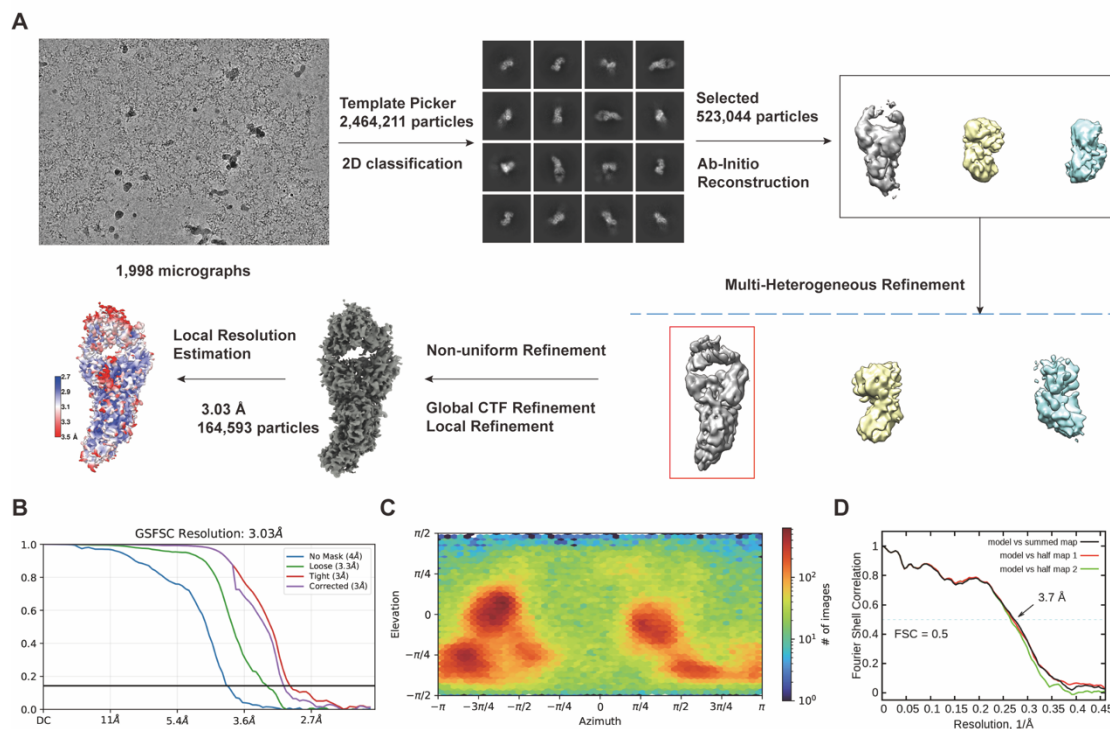 A
Template Picker
2,464,211 particles
2D classification
Selected
523,044 particles
Ab-Initio
Reconstruction
1,998 micrographs
Multi-Heterogeneous Refinement
Local Resolution
Estimation
3.03 Å
164,593 particles
Non-uniform Refinement
Global CTF Refinement
Local Refinement
2.7
2.9
3.1
3.3
3.5 Å
B
GSFSC Resolution: 3.03Å
1.0
0.8
0.6
0.4
0.2
0.0
No Mask (4Å)
Loose (3.3Å)
Tight (3Å)
Corrected (3Å)
DC
11Å
5.4Å
3.6Å
2.7Å
C
Elevation
π/2
π/4
0
−π/4
−π/2
−π
−3π/4
−π/2
−π/4
0
π/4
π/2
3π/4
π
Azimuth
10²
10¹
10⁰
# of images
D
Fourier Shell Correlation
1.0
0.8
0.6
0.4
0.2
0
model vs summed map
model vs half map 1
model vs half map 2
3.7 Å
FSC = 0.5
0
0.05
0.1
0.15
0.2
0.25
0.3
0.35
0.4
0.45
Resolution, 1/Å